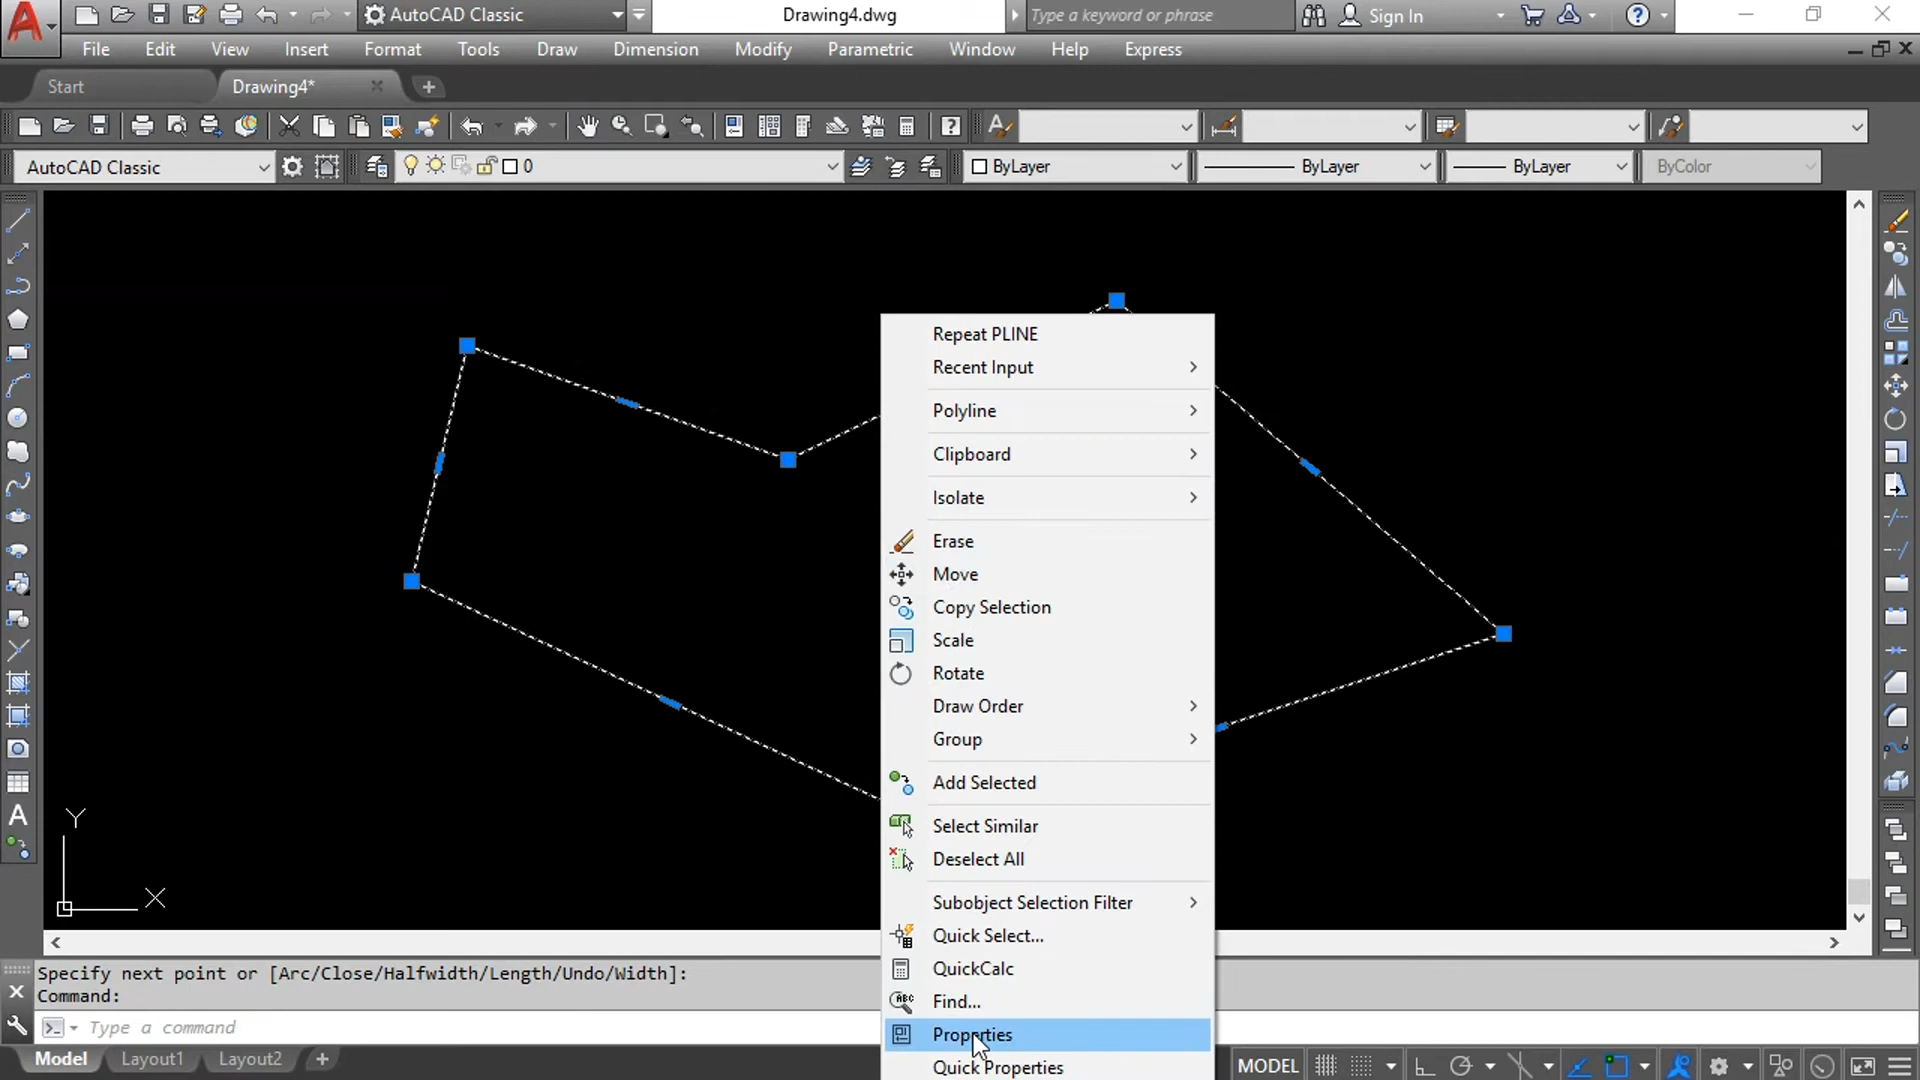 AutoCAD Classic
Drawing4.dwg
Type a keyword or phrase
Sign In
File Edit View Insert Format Tools Draw Dimension Modify Parametric Window Help Express
Start
Drawing4*
AutoCAD Classic
0
ByLayer
ByLayer
ByLayer
ByColor
Repeat PLINE
Recent Input
Polyline
Clipboard
Isolate
Erase
Move
Copy Selection
Scale
Rotate
Draw Order
Group
Add Selected
Select Similar
Deselect All
Subobject Selection Filter
Quick Select...
QuickCalc
Find...
Properties
Quick Properties
Y
X
Specify next point or [Arc/Close/Halfwidth/Length/Undo/Width]:
Command:
Type a command
Model Layout1 Layout2
MODEL